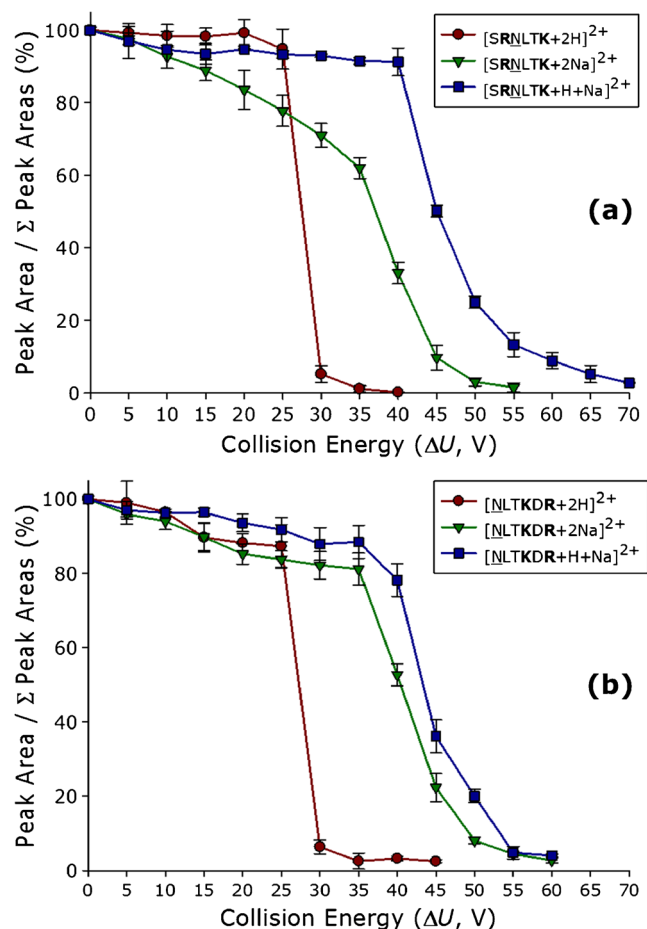 Peak Area / Σ Peak Areas (%)
100
80
60
40
20
0
[SRNLTK+2H]²⁺
[SRNLTK+2Na]²⁺
[SRNLTK+H+Na]²⁺
(a)
0 5 10 15 20 25 30 35 40 45 50 55 60 65 70
Collision Energy (ΔU, V)
Peak Area / Σ Peak Areas (%)
100
80
60
40
20
0
[NLTKDR+2H]²⁺
[NLTKDR+2Na]²⁺
[NLTKDR+H+Na]²⁺
(b)
0 5 10 15 20 25 30 35 40 45 50 55 60 65 70
Collision Energy (ΔU, V)